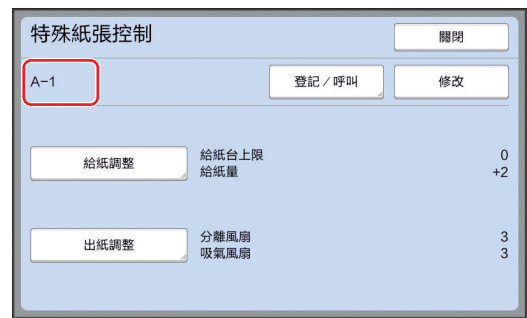 特殊紙張控制 關閉
A-1 登記／呼叫 修改
給紙調整 給紙台上限 0
給紙量 +2
出紙調整 分離風扇 3
吸氣風扇 3